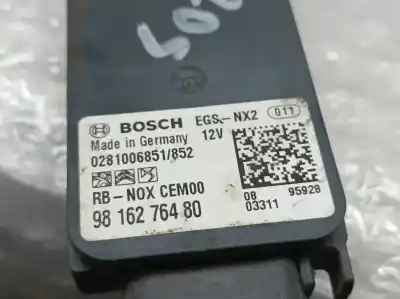 BOSCH EGS-NX2 011
Made in Germany 12V
0281006851/852
RB-NOX CEM00
98 162 764 80
08 95928
03311